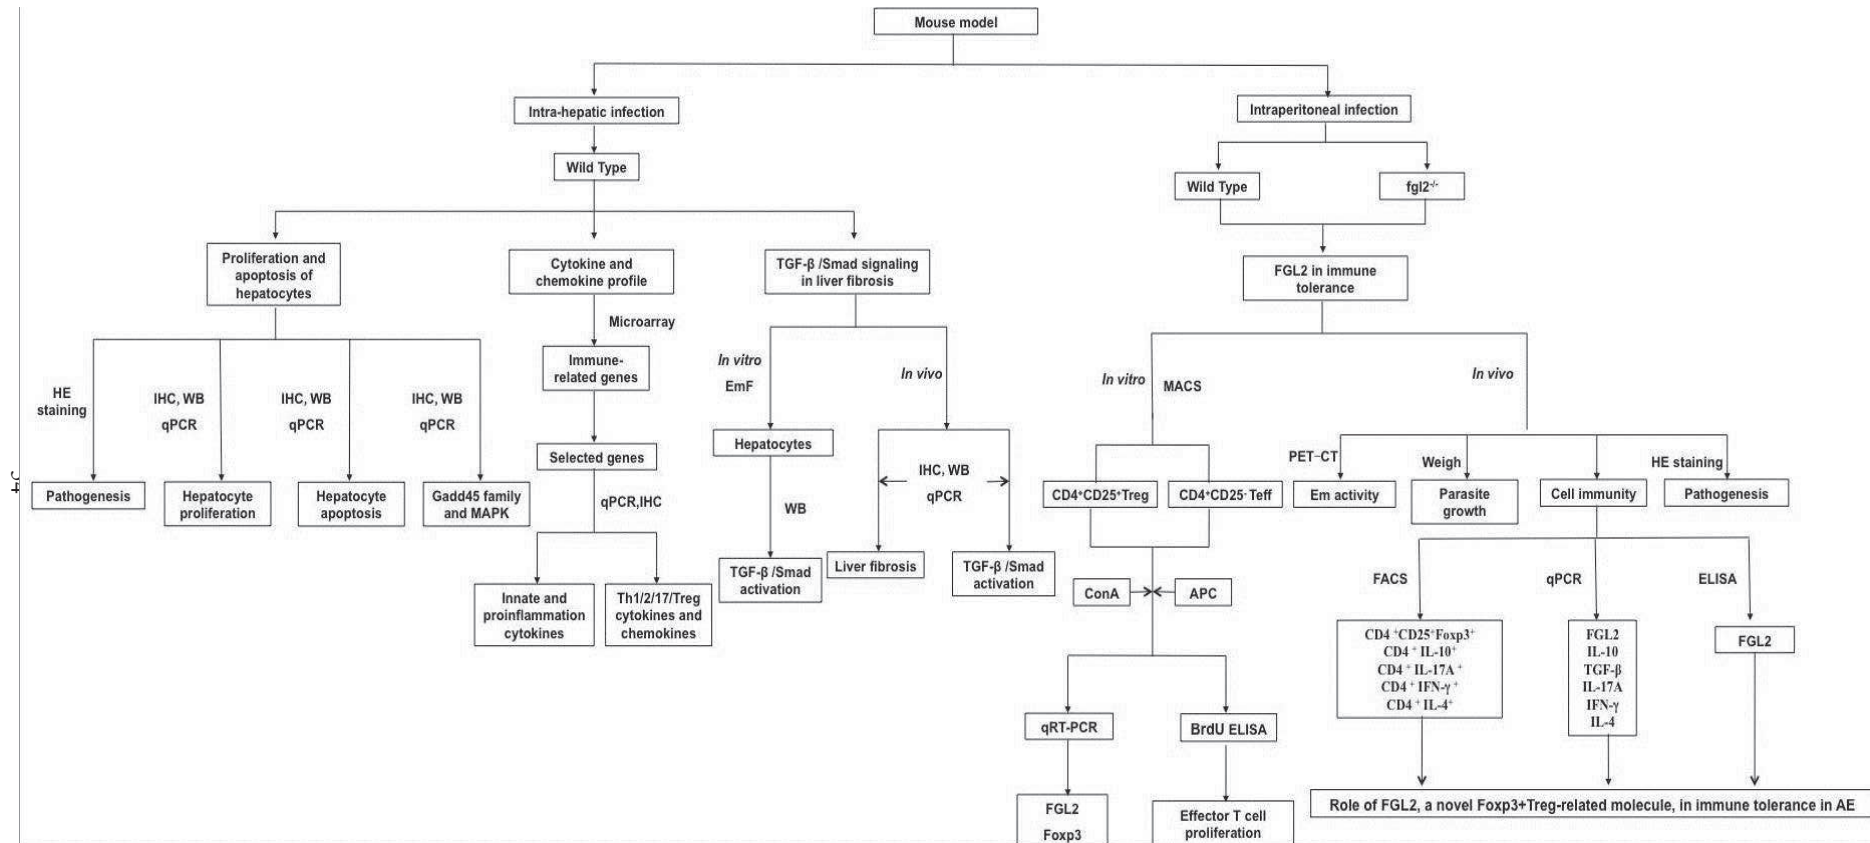 Mouse model
Intra-hepatic infection
Intraperitoneal infection
Wild Type
Wild Type
fgl2-/-
Proliferation and
apoptosis of
hepatocytes
Cytokine and
chemokine profile
TGF-β /Smad signaling
in liver fibrosis
FGL2 in immune
tolerance
Microarray
HE
staining
IHC, WB
qPCR
IHC, WB
qPCR
IHC, WB
qPCR
Immune-
related genes
In vitro
EmF
In vivo
In vitro
MACS
In vivo
Pathogenesis
Hepatocyte
proliferation
Hepatocyte
apoptosis
Gadd45 family
and MAPK
Selected genes
qPCR,IHC
Hepatocytes
WB
IHC, WB
qPCR
CD4+CD25+Treg
CD4+CD25- Teff
PET-CT
Weigh
HE staining
Em activity
Parasite
growth
Cell immunity
Pathogenesis
Innate and
proinflammation
cytokines
Th1/2/17/Treg
cytokines and
chemokines
TGF-β /Smad
activation
Liver fibrosis
TGF-β /Smad
activation
ConA
APC
FACS
qPCR
ELISA
CD4 +CD25+Foxp3+
CD4 + IL-10+
CD4 + IL-17A +
CD4 + IFN-γ +
CD4 + IL-4+
FGL2
IL-10
TGF-β
IL-17A
IFN-γ
IL-4
FGL2
qRT-PCR
BrdU ELISA
FGL2
Foxp3
Effector T cell
proliferation
Role of FGL2, a novel Foxp3+Treg-related molecule, in immune tolerance in AE